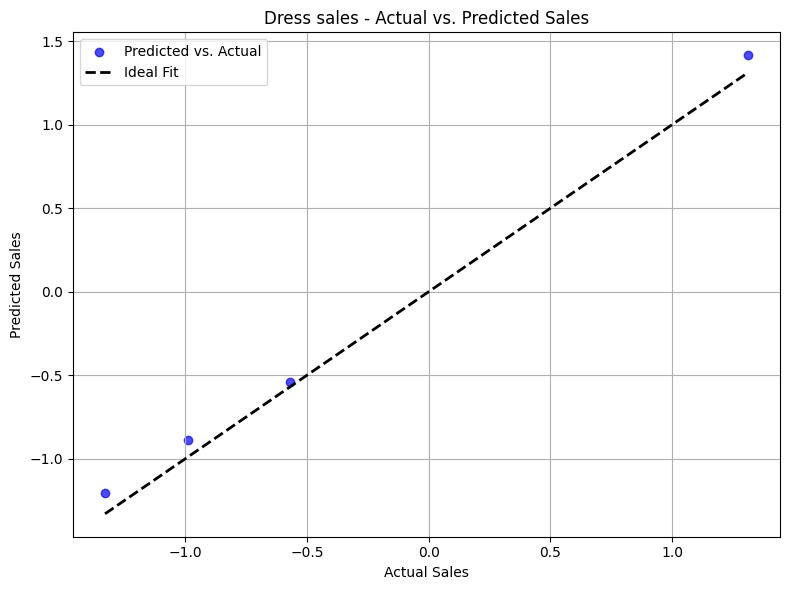 Dress sales - Actual vs. Predicted Sales
Predicted vs. Actual
Ideal Fit
1.5
1.0
0.5
0.0
−0.5
−1.0
Predicted Sales
−1.0
−0.5
0.0
0.5
1.0
Actual Sales